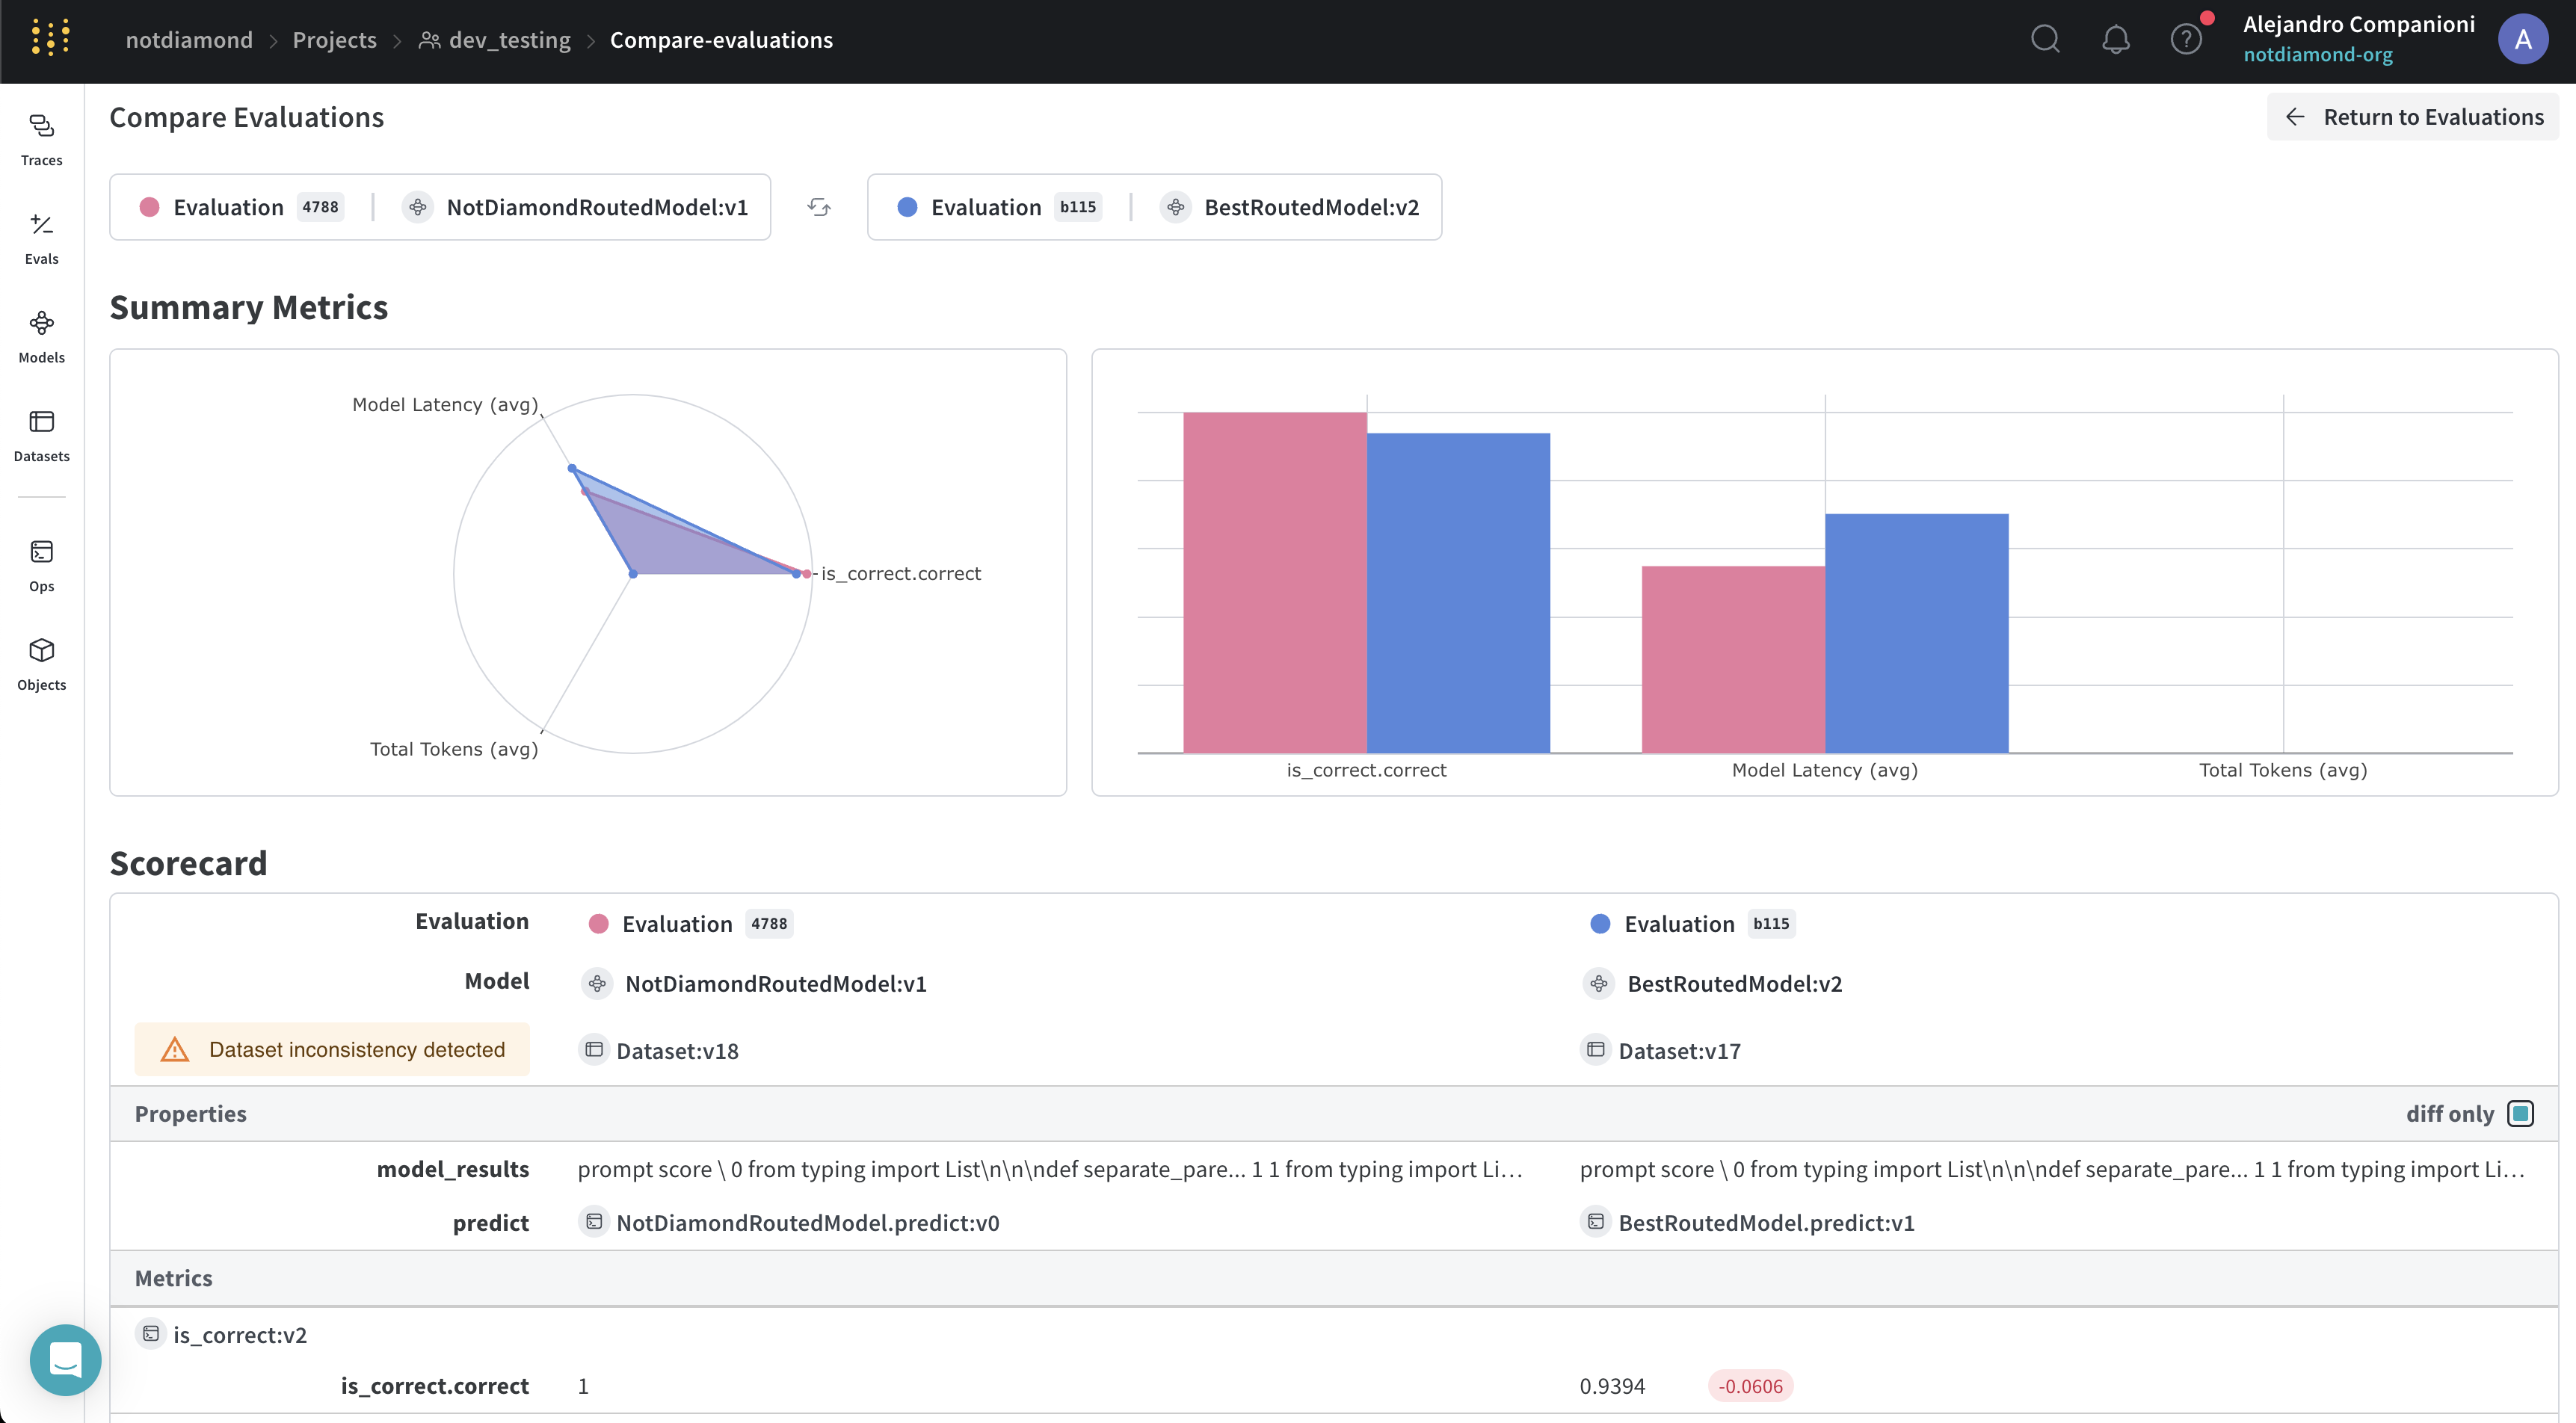 notdiamond > Projects > dev_testing > Compare-evaluations
?
Alejandro Companioni
notdiamond-org
A
Traces
Evals
Models
Datasets
Ops
Objects
Compare Evaluations
Return to Evaluations
Evaluation 4788 NotDiamondRoutedModel:v1
Evaluation b115 BestRoutedModel:v2
Summary Metrics
Model Latency (avg)
is_correct.correct
Total Tokens (avg)
is_correct.correct Model Latency (avg) Total Tokens (avg)
Scorecard
Evaluation Evaluation 4788 Evaluation b115
Model NotDiamondRoutedModel:v1 BestRoutedModel:v2
Dataset inconsistency detected Dataset:v18 Dataset:v17
Properties diff only
model_results prompt score \ 0 from typing import List\n\n\ndef separate_pare... 1 1 from typing import Li... prompt score \ 0 from typing import List\n\n\ndef separate_pare... 1 1 from typing import Li...
predict NotDiamondRoutedModel.predict:v0 BestRoutedModel.predict:v1
Metrics
is_correct:v2
is_correct.correct 1 0.9394 -0.0606